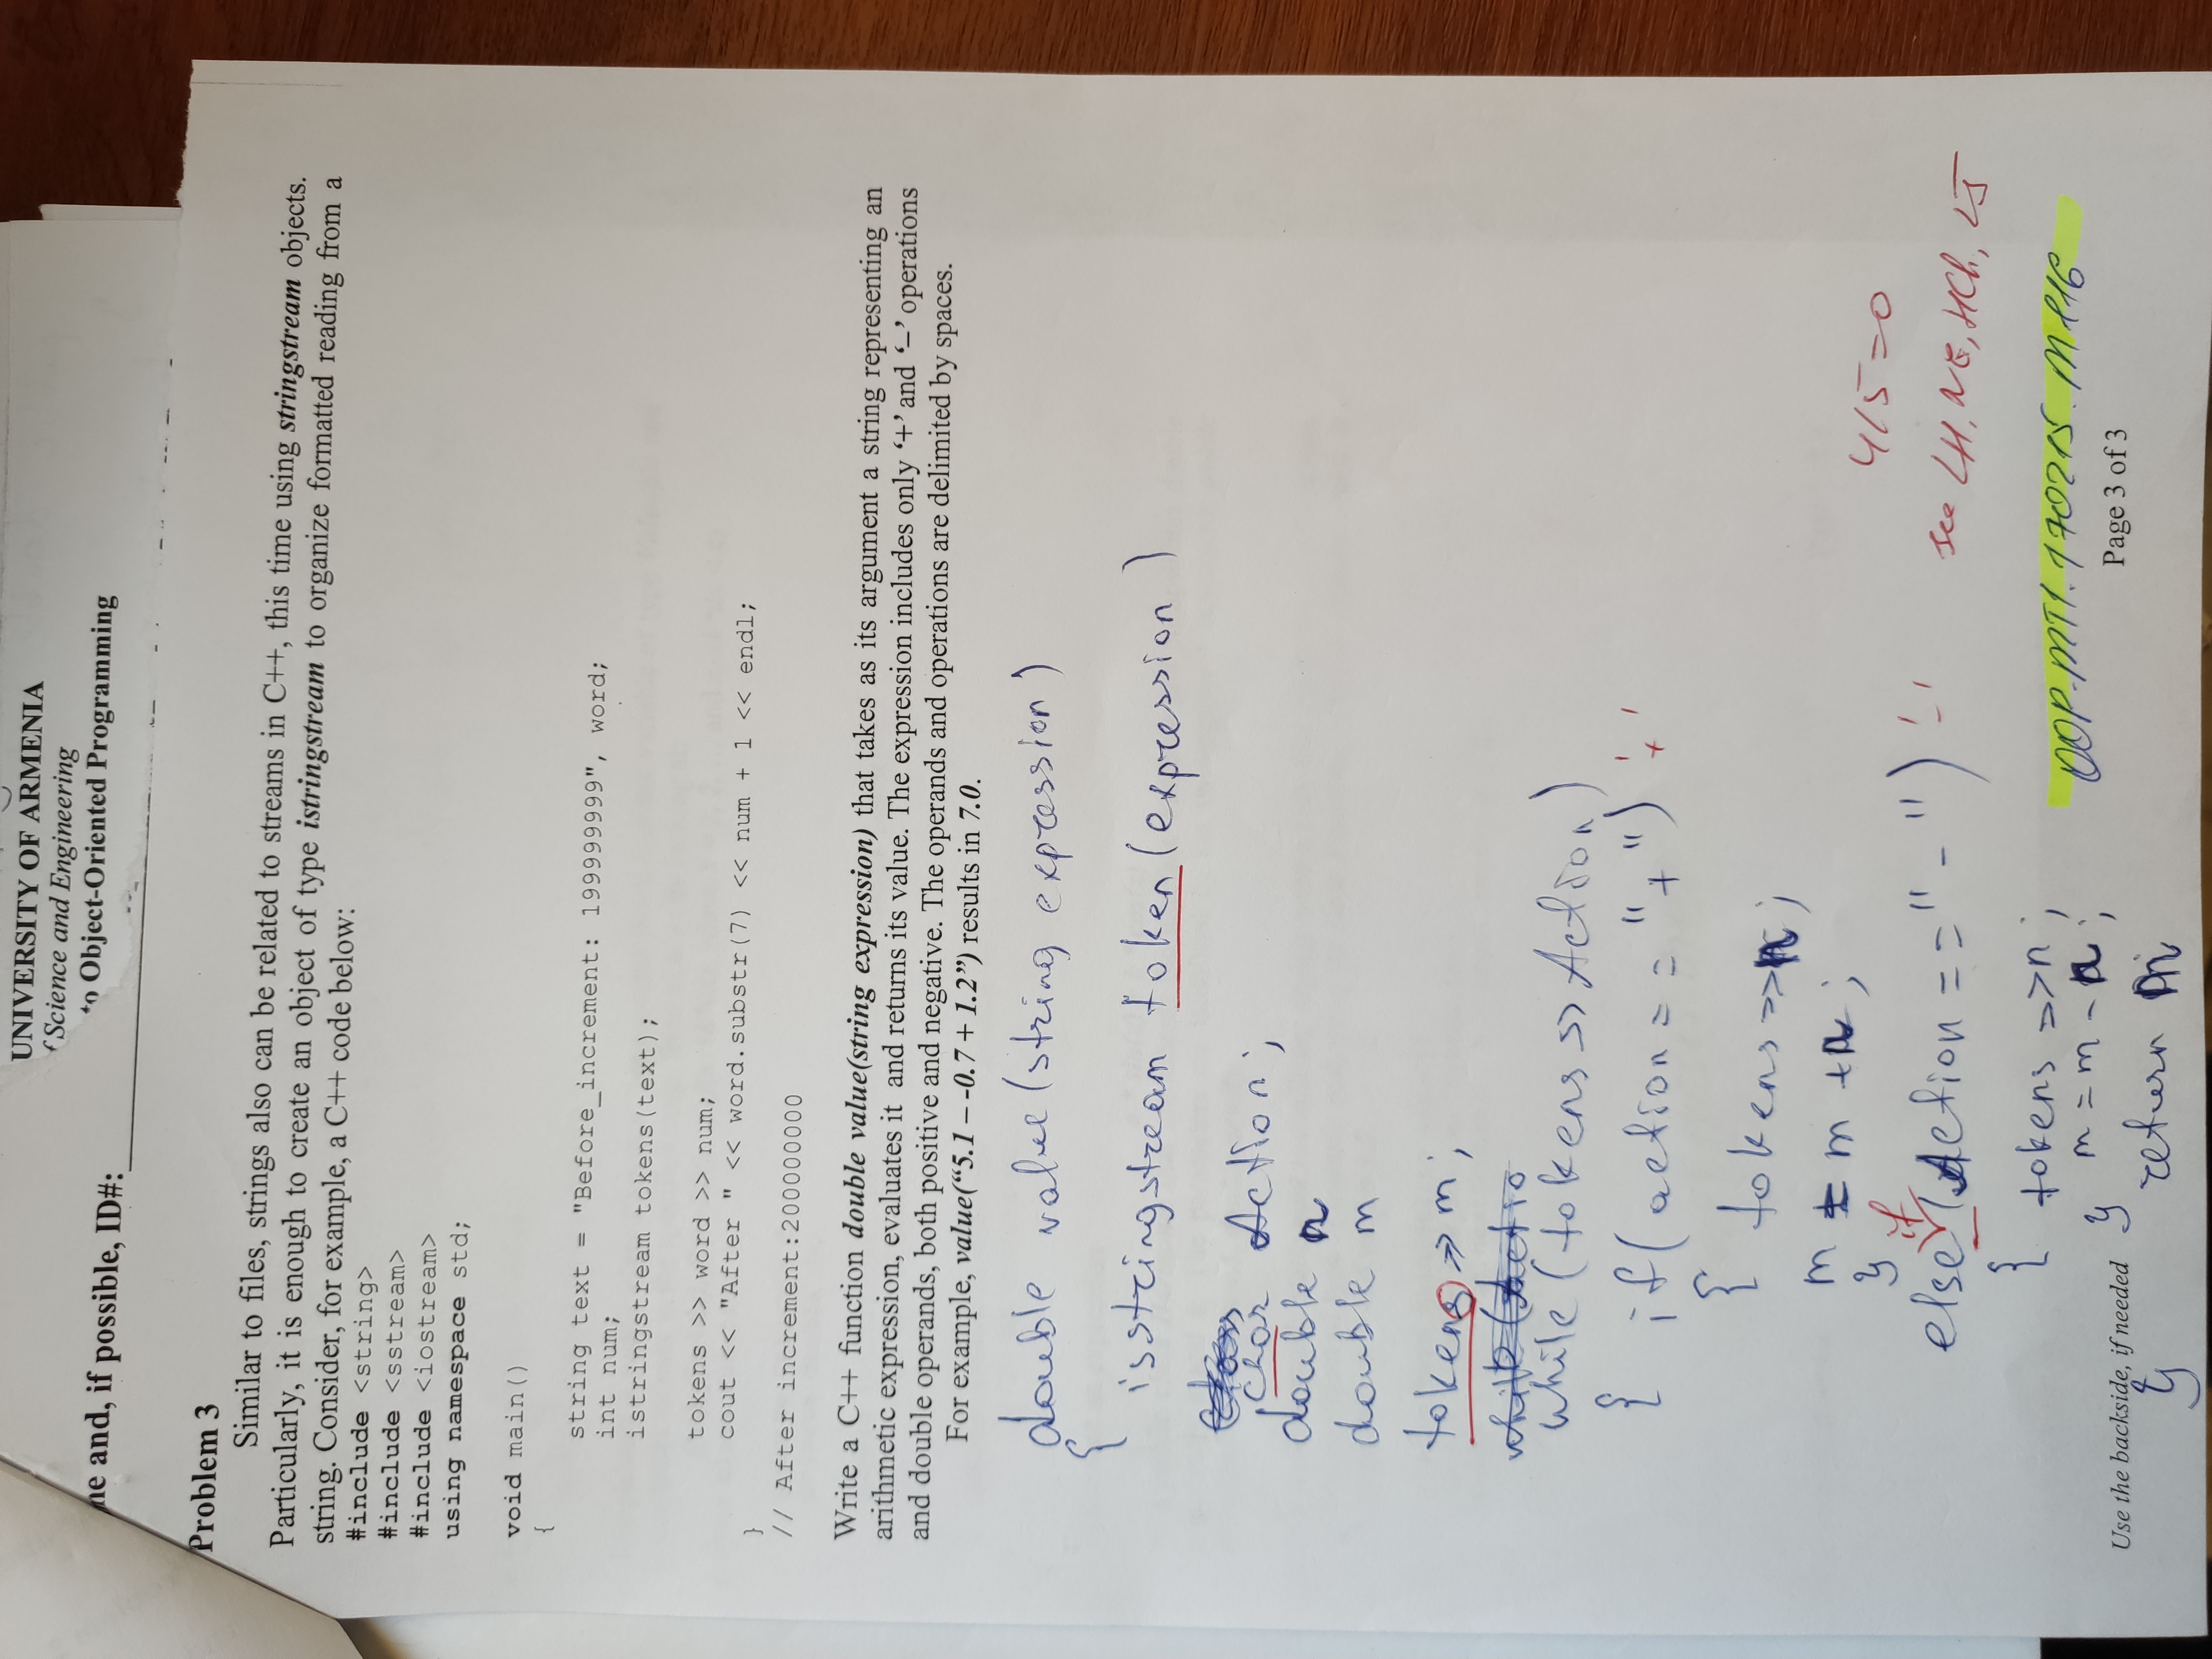 UNIVERSITY OF ARMENIA
Science and Engineering
to Object-Oriented Programming
ne and, if possible, ID#:
Problem 3
Similar to files, strings also can be related to streams in C++, this time using stringstream objects.
Particularly, it is enough to create an object of type istringstream to organize formatted reading from a
string. Consider, for example, a C++ code below:
#include <string>
#include <sstream>
#include <iostream>
using namespace std;
void main()
{
string text = "Before_increment: 199999999", word;
int num;
istringstream tokens(text);
tokens >> word >> num;
cout << "After " << word.substr(7) << num + 1 << endl;
}
// After increment:200000000
Write a C++ function double value(string expression) that takes as its argument a string representing an
arithmetic expression, evaluates it and returns its value. The expression includes only ‘+’ and ‘–’ operations
and double operands, both positive and negative. The operands and operations are delimited by spaces.
For example, value(“5.1 – -0.7 + 1.2”) results in 7.0.
double value (string expression)
{
isstringstream token (expression)
char Action;
double n
double m
tokens >> m;
while (tokens >> Action)
{ if (action == "+") '+'
{ tokens >> n;
m = m + n;
}
if
else (Action == "-") '-'
4/5=0
see LH, NE, HCh, LJ
{ tokens >> n;
OOP.MT1.170215.M116
m = m - n;
}
Use the backside, if needed
Page 3 of 3
} return m